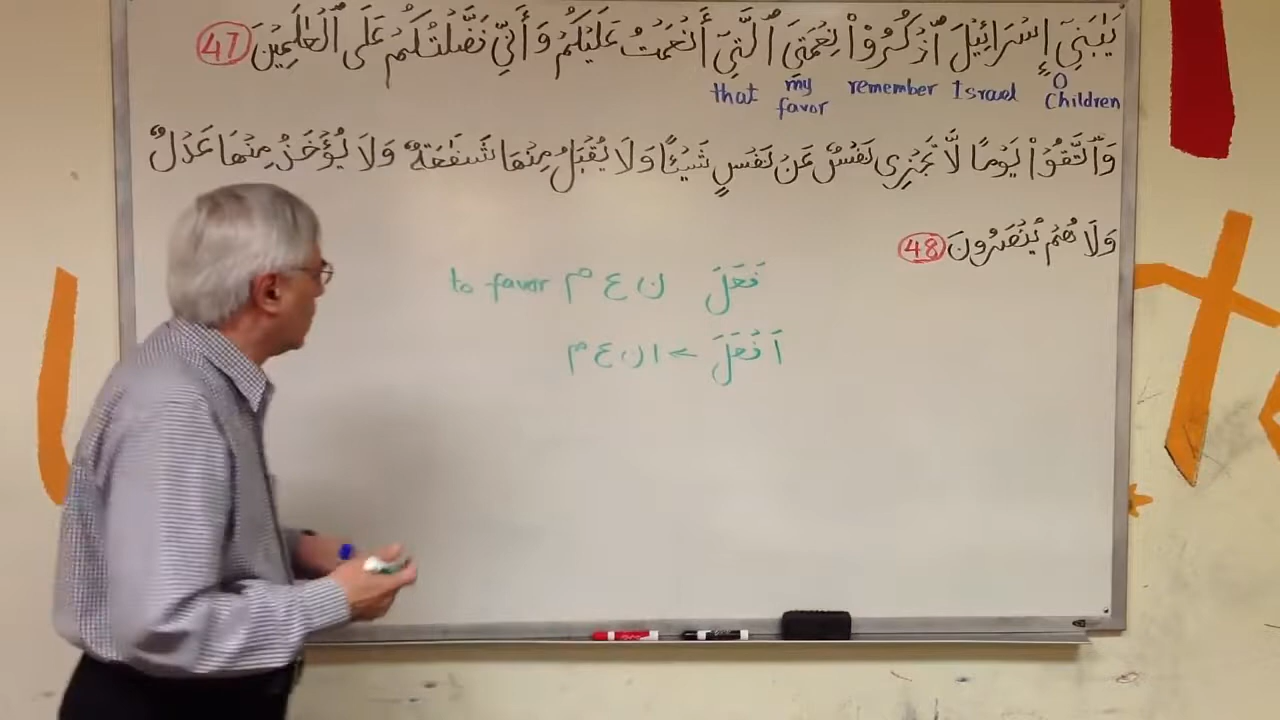 يَٰبَنِىٓ إِسْرَائِيلَ ٱذْكُرُوا۟ نِعْمَتِىَ ٱلَّتِىٓ أَنْعَمْتُ عَلَيْكُمْ وَأَنِّى فَضَّلْتُكُمْ عَلَى ٱلْعَٰلَمِينَ 47
O Children Israel remember my favor that
وَٱتَّقُوا۟ يَوْمًا لَّا تَجْزِى نَفْسٌ عَن نَفْسٍ شَيْئًا وَلَا يُقْبَلُ مِنْهَا شَفَٰعَةٌ وَلَا يُؤْخَذُ مِنْهَا عَدْلٌ
وَلَا هُمْ يُنْصَرُونَ 48
فَعَلَ ن ع م to favor
اَفْعَلَ > ا ن ع م